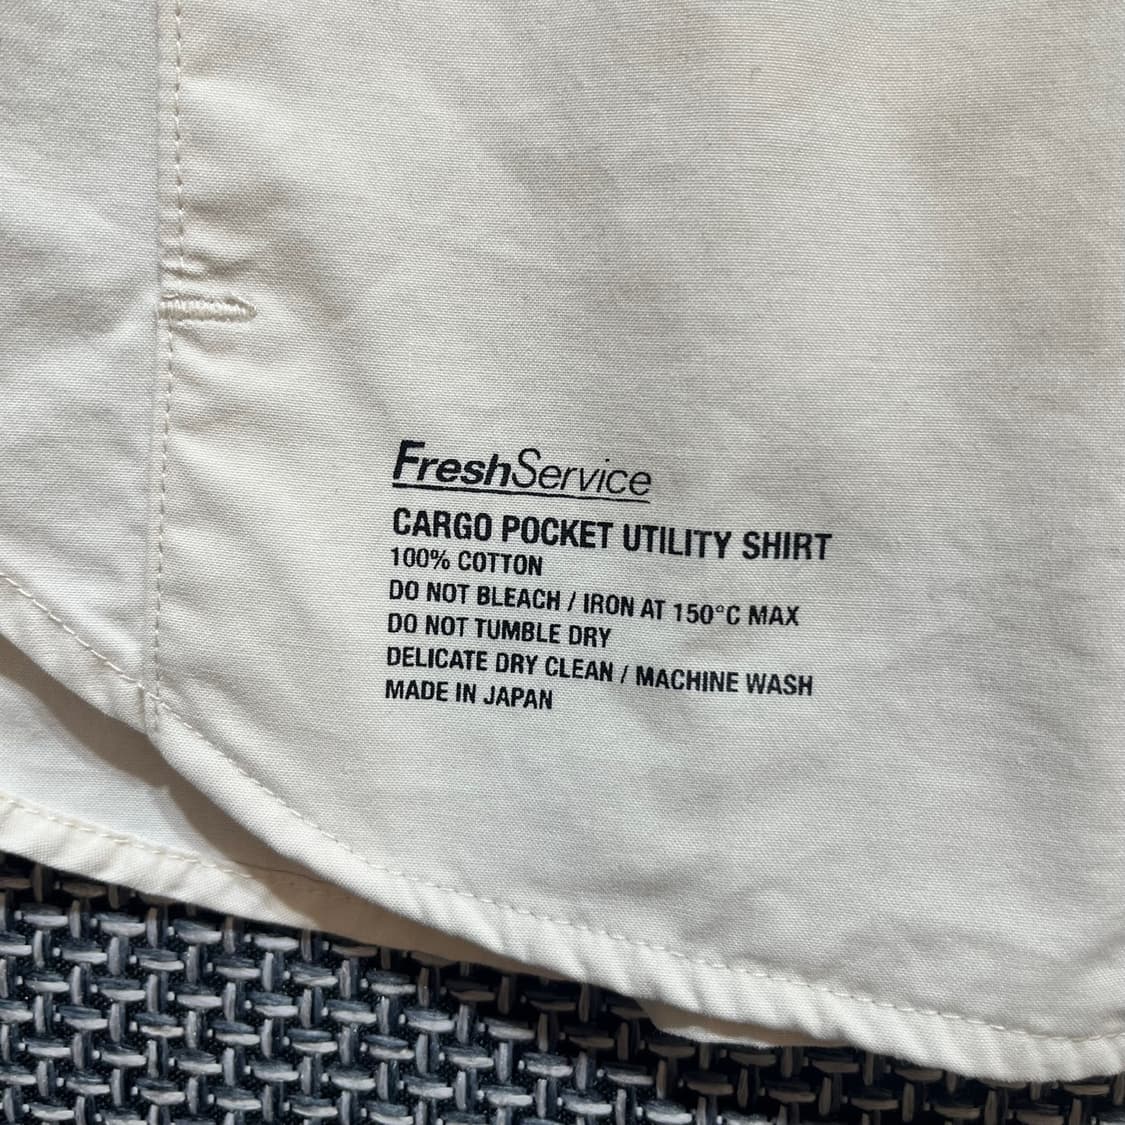 FreshService
CARGO POCKET UTILITY SHIRT
100% COTTON
DO NOT BLEACH / IRON AT 150°C MAX
DO NOT TUMBLE DRY
DELICATE DRY CLEAN / MACHINE WASH
MADE IN JAPAN